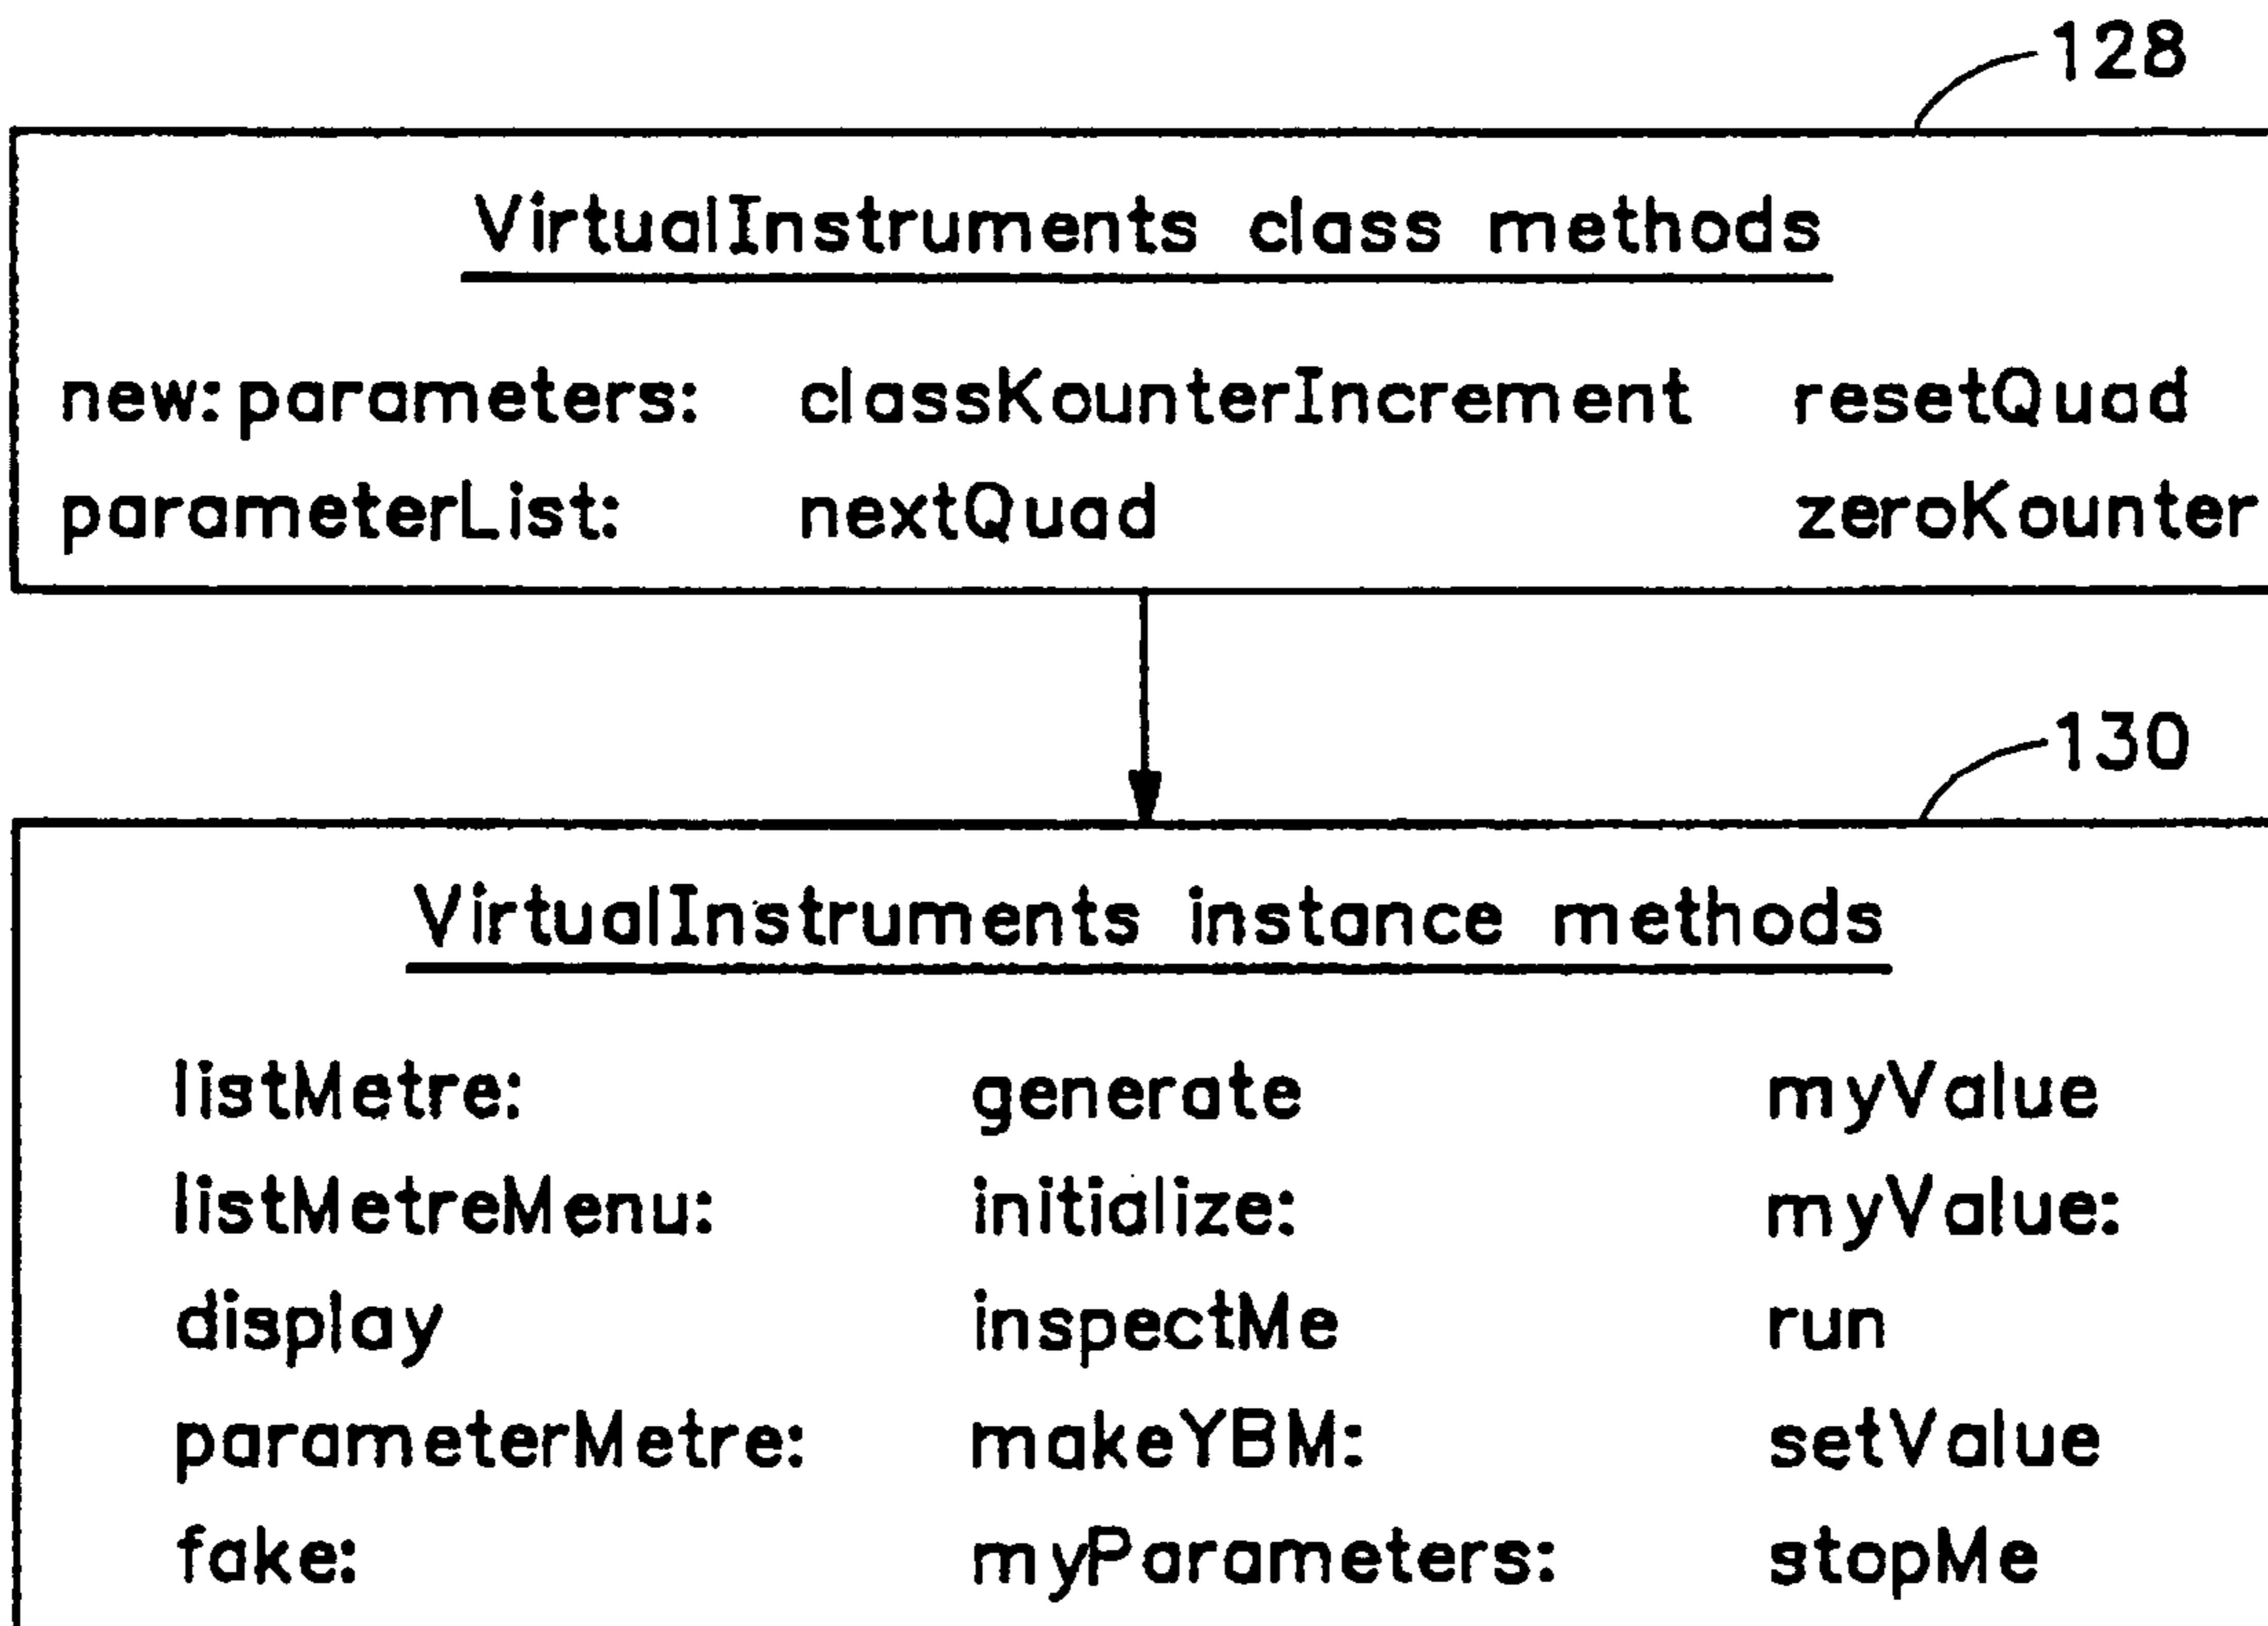 128
VirtualInstruments class methods
new:parameters: classKounterIncrement resetQuad
parameterList: nextQuad zeroKounter
130
VirtualInstruments instance methods
listMetre: generate myValue
listMetreMenu: initialize: myValue:
display inspectMe run
parameterMetre: makeYBM: setValue
fake: myParameters: stopMe